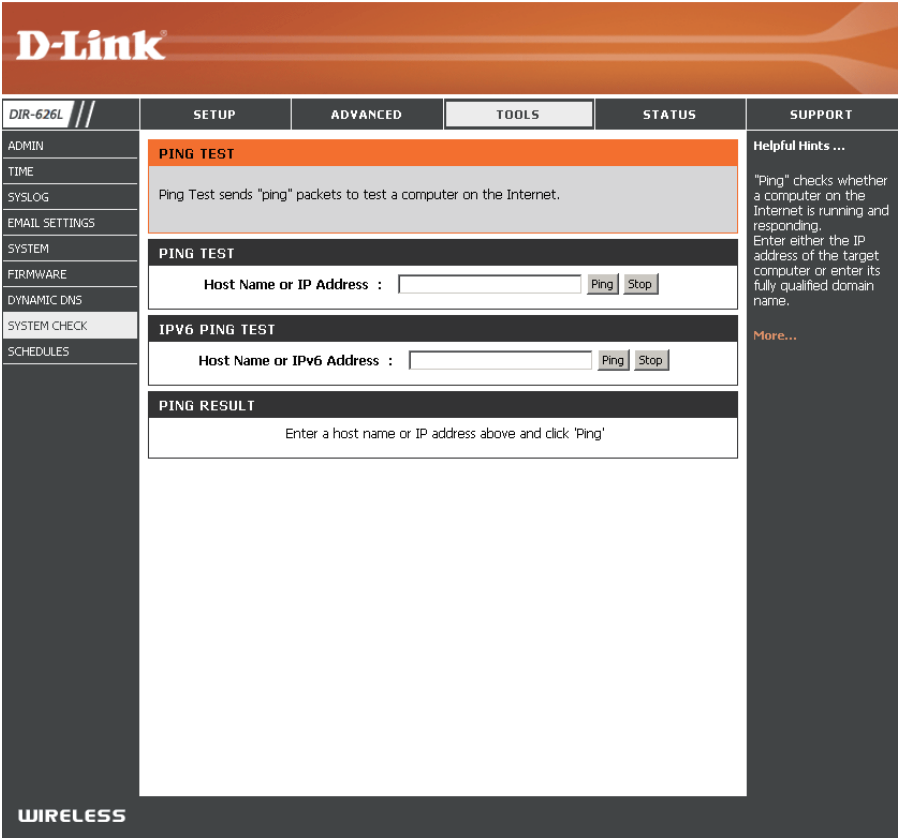 D-Link®
DIR-626L
SETUP
ADVANCED
TOOLS
STATUS
SUPPORT
ADMIN
TIME
SYSLOG
EMAIL SETTINGS
SYSTEM
FIRMWARE
DYNAMIC DNS
SYSTEM CHECK
SCHEDULES
PING TEST
Ping Test sends "ping" packets to test a computer on the Internet.
PING TEST
Host Name or IP Address :
Ping
Stop
IPV6 PING TEST
Host Name or IPv6 Address :
Ping
Stop
PING RESULT
Enter a host name or IP address above and click 'Ping'
Helpful Hints ...
"Ping" checks whether
a computer on the
Internet is running and
responding.
Enter either the IP
address of the target
computer or enter its
fully qualified domain
name.
More...
WIRELESS